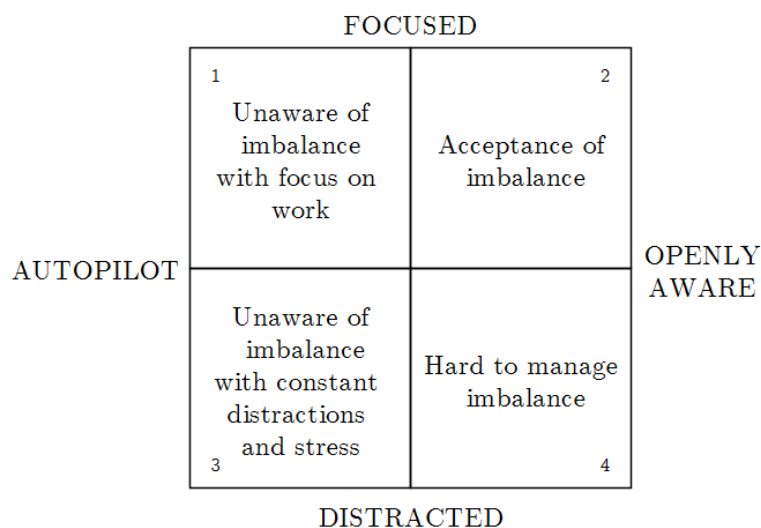 FOCUSED
1
Unaware of
imbalance
with focus on
work
2
Acceptance of
imbalance
AUTOPILOT
OPENLY
AWARE
Unaware of
imbalance
with constant
distractions
and stress
3
Hard to manage
imbalance
4
DISTRACTED